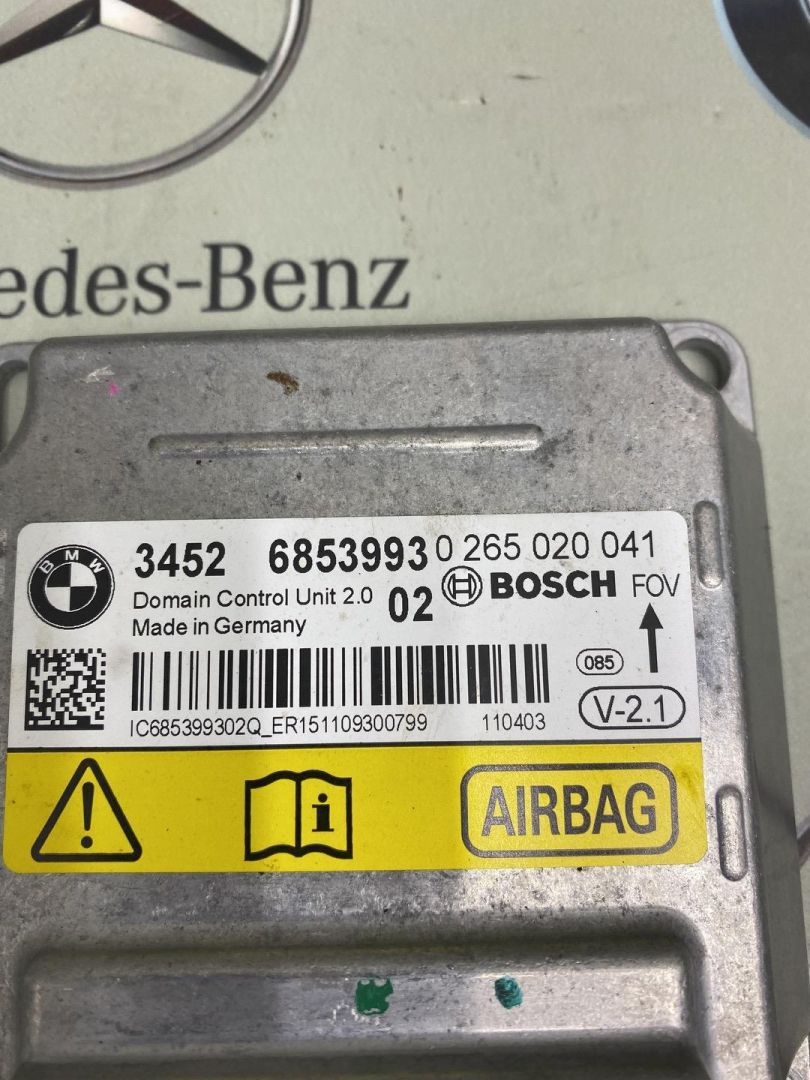 edes-Benz
BMW
3452 6853993 0 265 020 041
Domain Control Unit 2.0 02 BOSCH FOV
Made in Germany
085
V-2.1
IC685399302Q_ER151109300799 110403
AIRBAG